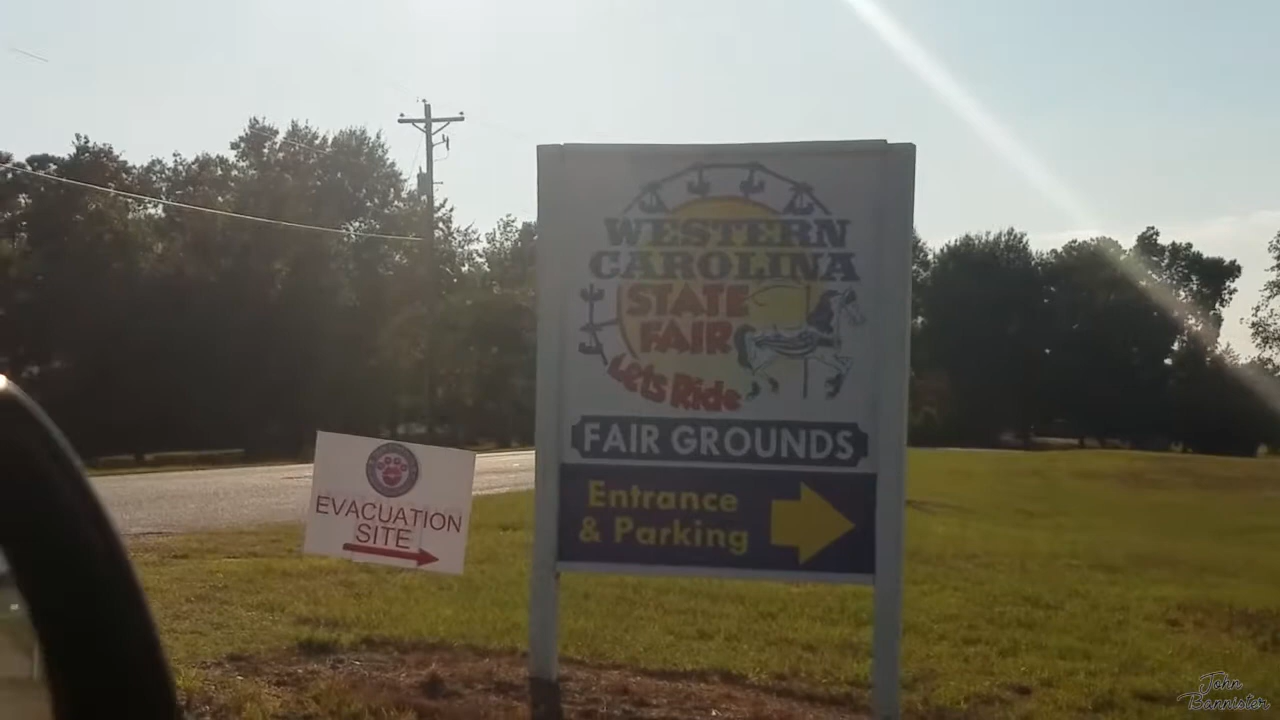 WESTERN
CAROLINA
STATE
FAIR
Lets Ride
FAIR GROUNDS
Entrance
& Parking
EVACUATION
SITE
John
Bannister